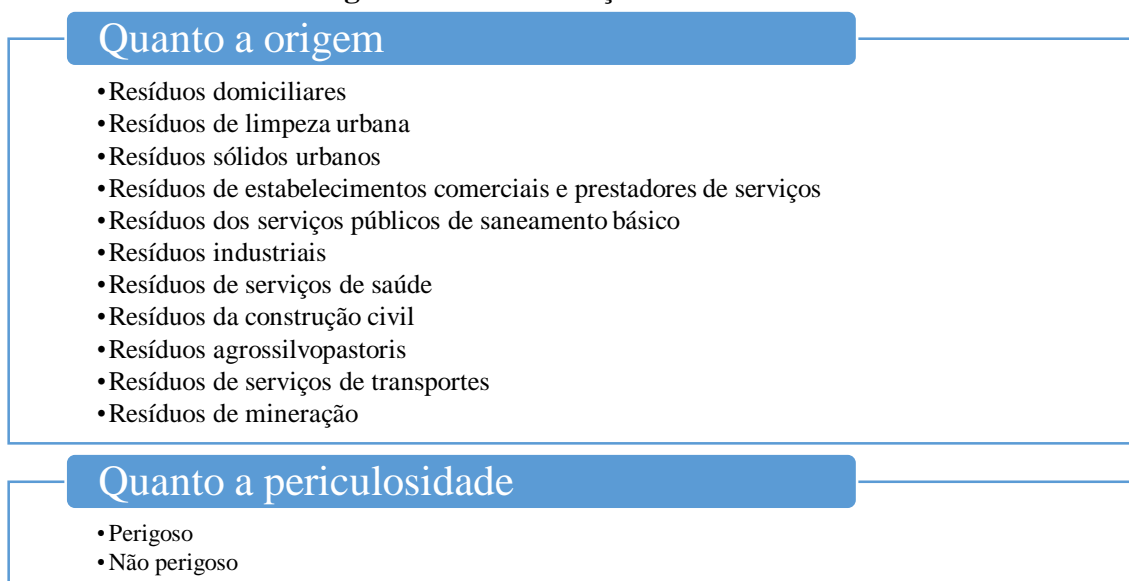 Quanto a origem
•Resíduos domiciliares
•Resíduos de limpeza urbana
•Resíduos sólidos urbanos
•Resíduos de estabelecimentos comerciais e prestadores de serviços
•Resíduos dos serviços públicos de saneamento básico
•Resíduos industriais
•Resíduos de serviços de saúde
•Resíduos da construção civil
•Resíduos agrossilvopastoris
•Resíduos de serviços de transportes
•Resíduos de mineração
Quanto a periculosidade
•Perigoso
•Não perigoso